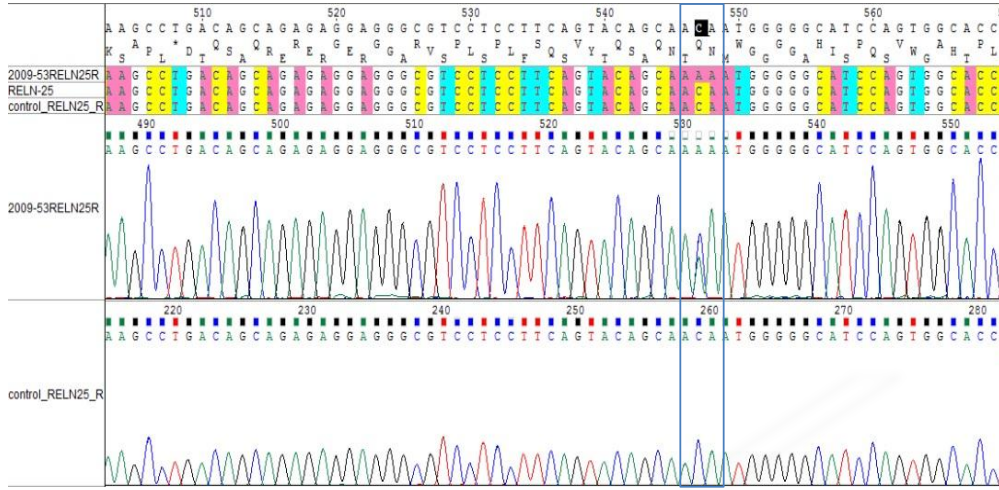 510 520 530 540 550 560
A A G C C T G A C A G C A G A G A G G A G G G C G T C C T C C T T C A G T A C A G C A A C A A T G G G G G C A T C C A G T G G C A C C
2009-53RELN25R A A G C C T G A C A G C A G A G A G G A G G G C G T C C T C C T T C A G T A C A G C A A A A A T G G G G G C A T C C A G T G G C A C C
RELN-25 A A G C C T G A C A G C A G A G A G G A G G G C G T C C T C C T T C A G T A C A G C A A C A A T G G G G G C A T C C A G T G G C A C C
control_RELN25_R A A G C C T G A C A G C A G A G A G G A G G G C G T C C T C C T T C A G T A C A G C A A C A A T G G G G G C A T C C A G T G G C A C C
490 500 510 520 530 540 550
A A G C C T G A C A G C A G A G A G G A G G G C G T C C T C C T T C A G T A C A G C A A A A A T G G G G G C A T C C A G T G G C A C C
2009-53RELN25R
220 230 240 250 260 270 280
A A G C C T G A C A G C A G A G A G G A G G G C G T C C T C C T T C A G T A C A G C A A C A A T G G G G G C A T C C A G T G G C A C C
control_RELN25_R